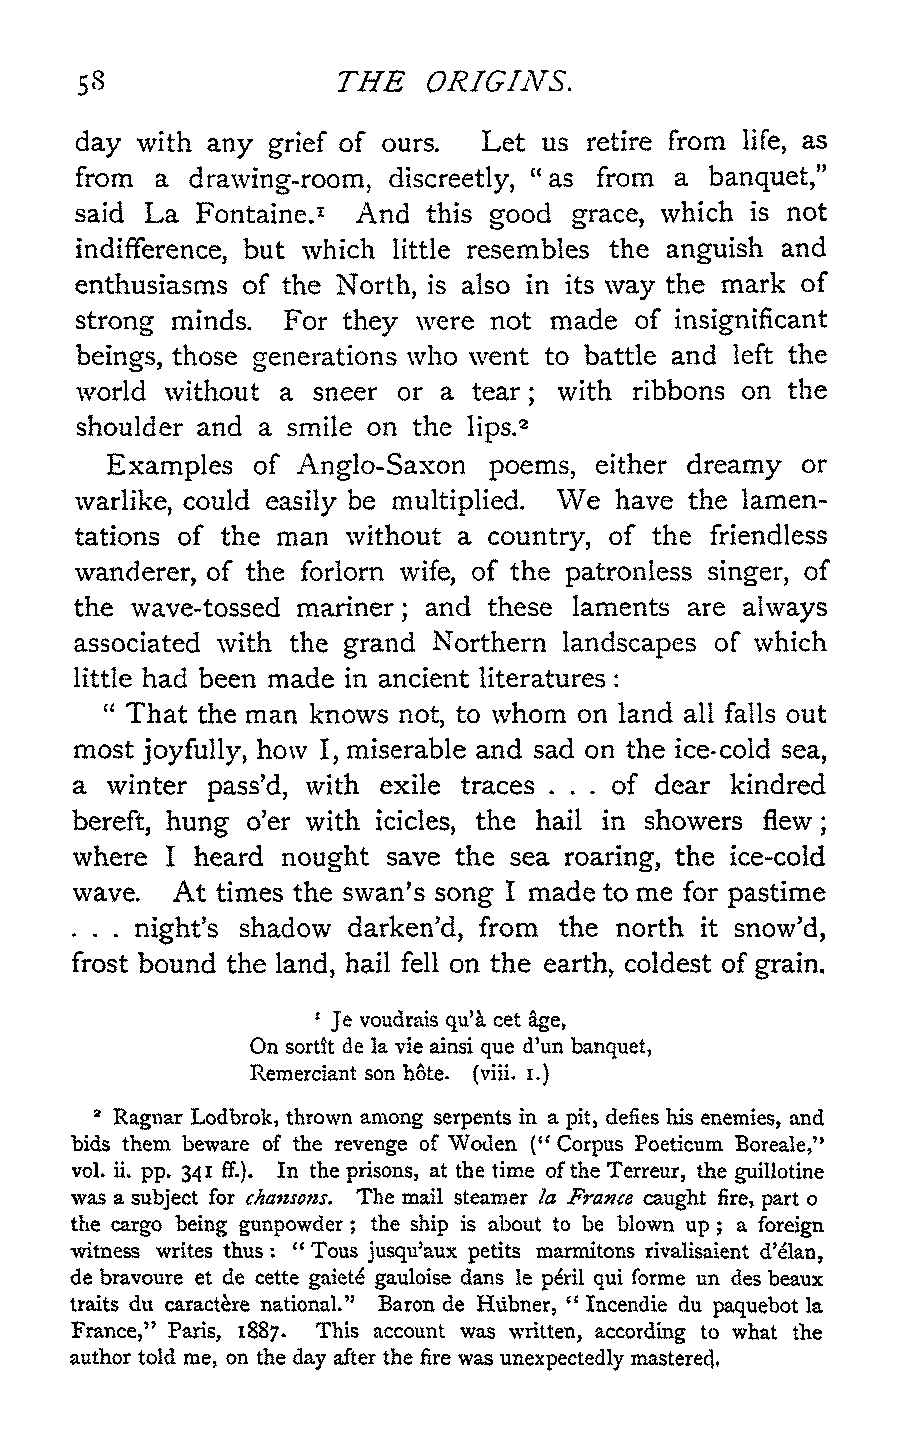 58 THE ORIGINS.
day with any grief of ours. Let us retire from life, as
from a drawing-room, discreetly, “as from a banquet,”
said La Fontaine.¹ And this good grace, which is not
indifference, but which little resembles the anguish and
enthusiasms of the North, is also in its way the mark of
strong minds. For they were not made of insignificant
beings, those generations who went to battle and left the
world without a sneer or a tear; with ribbons on the
shoulder and a smile on the lips.²
Examples of Anglo-Saxon poems, either dreamy or
warlike, could easily be multiplied. We have the lamen-
tations of the man without a country, of the friendless
wanderer, of the forlorn wife, of the patronless singer, of
the wave-tossed mariner; and these laments are always
associated with the grand Northern landscapes of which
little had been made in ancient literatures:
“That the man knows not, to whom on land all falls out
most joyfully, how I, miserable and sad on the ice-cold sea,
a winter pass’d, with exile traces . . . of dear kindred
bereft, hung o’er with icicles, the hail in showers flew;
where I heard nought save the sea roaring, the ice-cold
wave. At times the swan’s song I made to me for pastime
. . . night’s shadow darken’d, from the north it snow’d,
frost bound the land, hail fell on the earth, coldest of grain.
¹ Je voudrais qu’à cet âge,
On sortît de la vie ainsi que d’un banquet,
Remerciant son hôte. (viii. 1.)
² Ragnar Lodbrok, thrown among serpents in a pit, defies his enemies, and
bids them beware of the revenge of Woden (“Corpus Poeticum Boreale,”
vol. ii. pp. 341 ff.). In the prisons, at the time of the Terreur, the guillotine
was a subject for chansons. The mail steamer la France caught fire, part o
the cargo being gunpowder; the ship is about to be blown up; a foreign
witness writes thus: “Tous jusqu’aux petits marmitons rivalisaient d’élan,
de bravoure et de cette gaieté gauloise dans le péril qui forme un des beaux
traits du caractère national.” Baron de Hübner, “Incendie du paquebot la
France,” Paris, 1887. This account was written, according to what the
author told me, on the day after the fire was unexpectedly mastered.